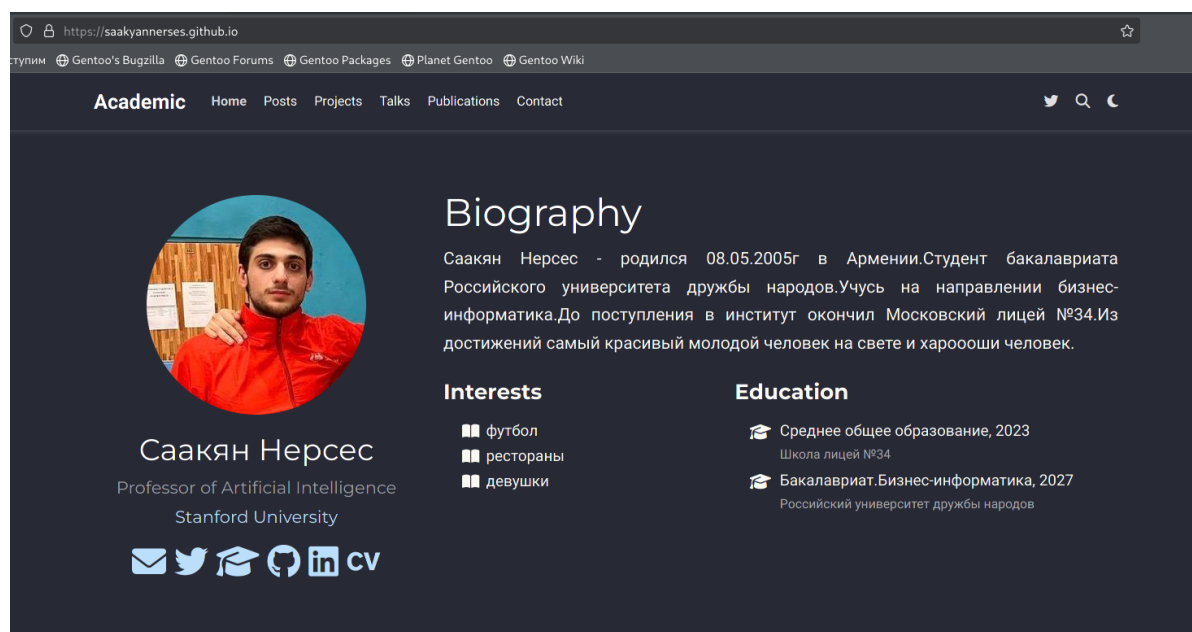 https://saakyannerses.github.io
тупим Gentoo's Bugzilla Gentoo Forums Gentoo Packages Planet Gentoo Gentoo Wiki
Academic Home Posts Projects Talks Publications Contact
Biography
Саакян Нерсес - родился 08.05.2005г в Армении.Студент бакалавриата
Российского университета дружбы народов.Учусь на направлении бизнес-
информатика.До поступления в институт окончил Московский лицей №34.Из
достижений самый красивый молодой человек на свете и хароооши человек.
Interests
футбол
рестораны
девушки
Education
Среднее общее образование, 2023
Школа лицей №34
Бакалавриат.Бизнес-информатика, 2027
Российский университет дружбы народов
Саакян Нерсес
Professor of Artificial Intelligence
Stanford University
in CV